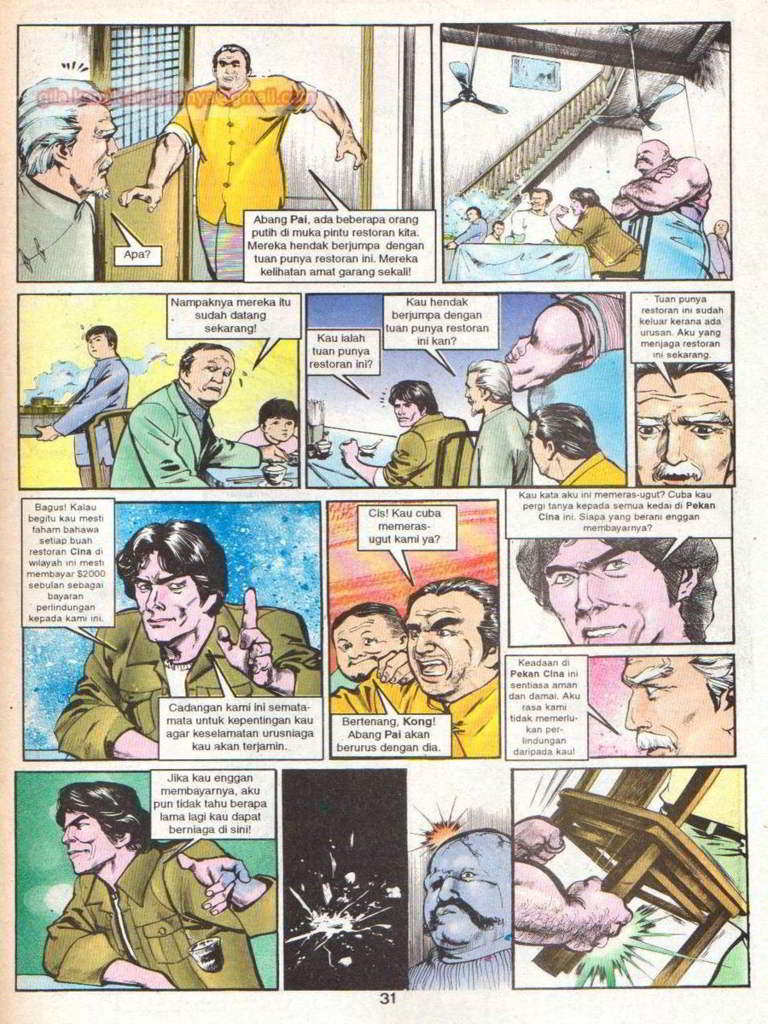 Abang Pai, ada beberapa orang
putih di muka pintu restoran kita.
Mereka hendak berjumpa dengan
tuan punya restoran ini. Mereka
kelihatan amat garang sekali!
Apa?
Nampaknya mereka itu
sudah datang
sekarang!
Kau ialah
tuan punya
restoran ini?
Kau hendak
berjumpa dengan
tuan punya restoran
ini kan?
Tuan punya
restoran ini sudah
keluar kerana ada
urusan. Aku yang
menjaga restoran
ini sekarang.
Bagus! Kalau
begitu kau mesti
faham bahawa
setiap buah
restoran Cina di
wilayah ini mesti
membayar $2000
sebulan sebagai
bayaran
perlindungan
kepada kami ini.
Cadangan kami ini semata-
mata untuk kepentingan kau
agar keselamatan urusniaga
kau akan terjamin.
Cis! Kau cuba
memeras-
ugut kami ya?
Bertenang, Kong!
Abang Pai akan
berurus dengan dia.
Kau kata aku ini memeras-ugut? Cuba kau
pergi tanya kepada semua kedai di Pekan
Cina ini. Siapa yang berani enggan
membayarnya?
Keadaan di
Pekan Cina ini
sentiasa aman
dan damai. Aku
rasa kami
tidak memerlu-
kan per-
lindungan
daripada kau!
Jika kau enggan
membayarnya, aku
pun tidak tahu berapa
lama lagi kau dapat
berniaga di sini!
31